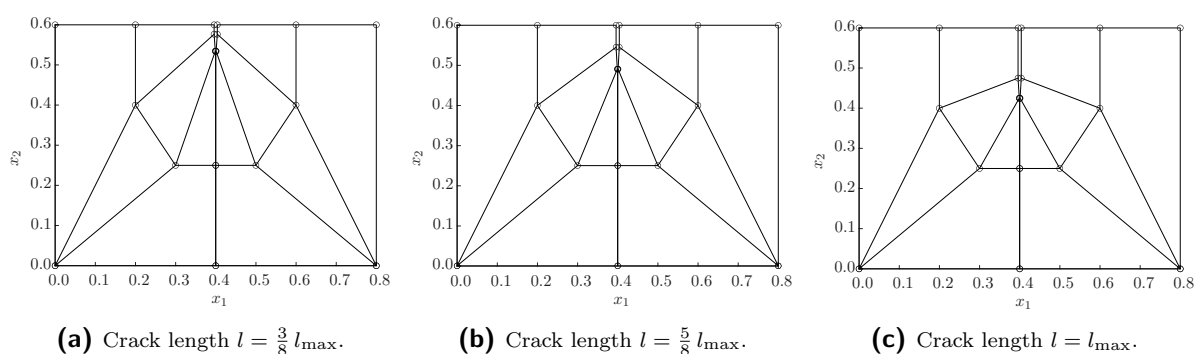 0.6 0.6 0.6
0.5 0.5 0.5
0.4 0.4 0.4
0.3 0.3 0.3
x₂ x₂ x₂
0.2 0.2 0.2
0.1 0.1 0.1
0.0 0.0 0.0
0.0 0.1 0.2 0.3 0.4 0.5 0.6 0.7 0.8 0.0 0.1 0.2 0.3 0.4 0.5 0.6 0.7 0.8 0.0 0.1 0.2 0.3 0.4 0.5 0.6 0.7 0.8
x₁ x₁ x₁
(a) Crack length l = 3/8 l_max. (b) Crack length l = 5/8 l_max. (c) Crack length l = l_max.